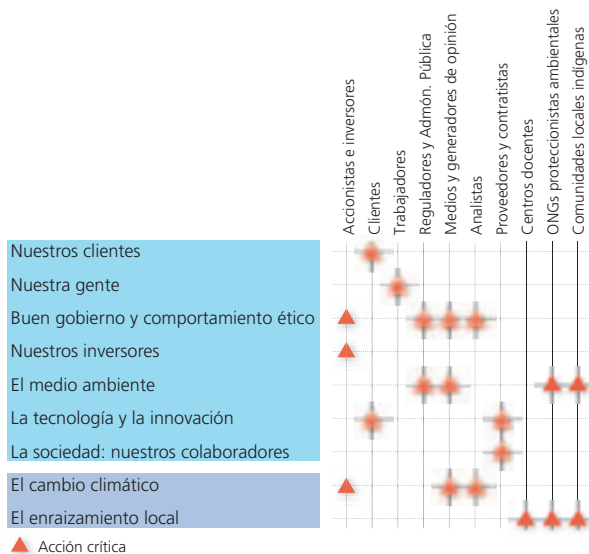 Accionistas e inversores
Clientes
Trabajadores
Reguladores y Admón. Pública
Medios y generadores de opinión
Analistas
Proveedores y contratistas
Centros docentes
ONGs proteccionistas ambientales
Comunidades locales indígenas
Nuestros clientes
Nuestra gente
Buen gobierno y comportamiento ético
Nuestros inversores
El medio ambiente
La tecnología y la innovación
La sociedad: nuestros colaboradores
El cambio climático
El enraizamiento local
Acción crítica